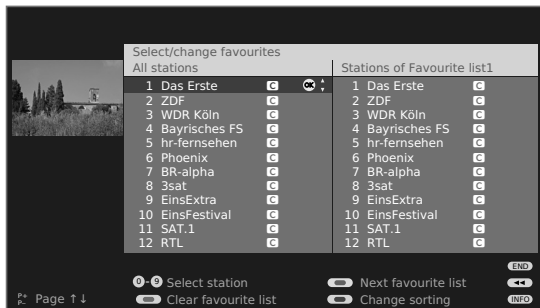 Select/change favourites
All stations
1 Das Erste C OK
2 ZDF C
3 WDR Köln C
4 Bayrisches FS C
5 hr-fernsehen C
6 Phoenix C
7 BR-alpha C
8 3sat C
9 EinsExtra C
10 EinsFestival C
11 SAT.1 C
12 RTL C
Stations of Favourite list1
1 Das Erste C
2 ZDF C
3 WDR Köln C
4 Bayrisches FS C
5 hr-fernsehen C
6 Phoenix C
7 BR-alpha C
8 3sat C
9 EinsExtra C
10 EinsFestival C
11 SAT.1 C
12 RTL C
END
0-9 Select station
Next favourite list
P+
P- Page ↑↓
Clear favourite list
Change sorting
INFO